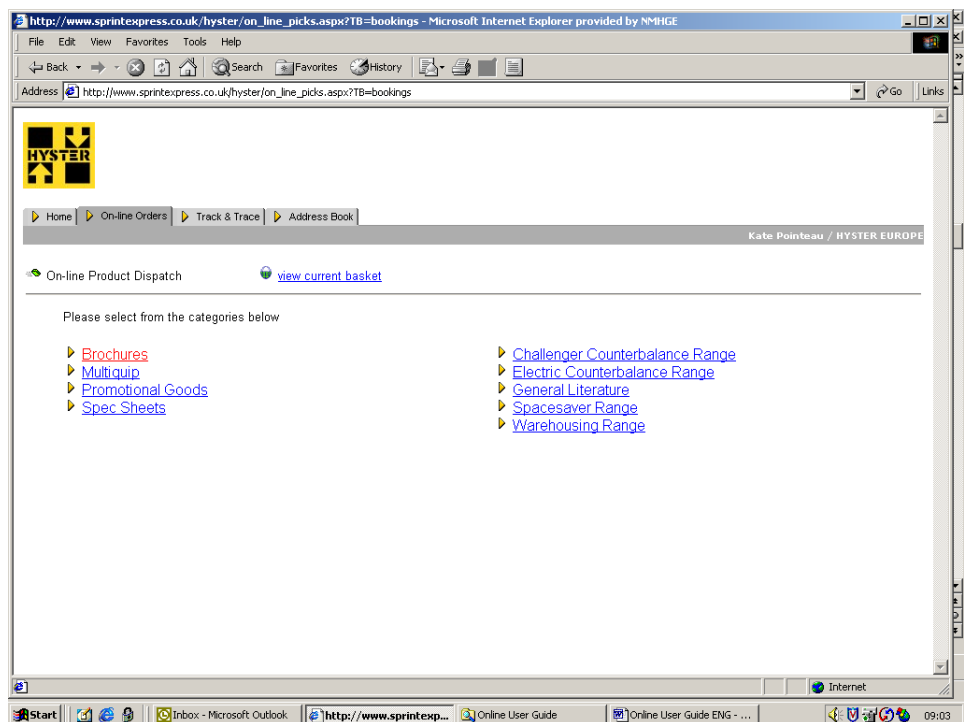 http://www.sprintexpress.co.uk/hyster/on_line_picks.aspx?TB=bookings - Microsoft Internet Explorer provided by NMHGE
File Edit View Favorites Tools Help
Back Search Favorites History
Address http://www.sprintexpress.co.uk/hyster/on_line_picks.aspx?TB=bookings Go Links
HYSTER
Home On-line Orders Track & Trace Address Book
Kate Pointeau / HYSTER EUROPE
On-line Product Dispatch view current basket
Please select from the categories below
Brochures
Multiquip
Promotional Goods
Spec Sheets
Challenger Counterbalance Range
Electric Counterbalance Range
General Literature
Spacesaver Range
Warehousing Range
Internet
Start Inbox - Microsoft Outlook http://www.sprintexp... Online User Guide Online User Guide ENG - ... 09:03